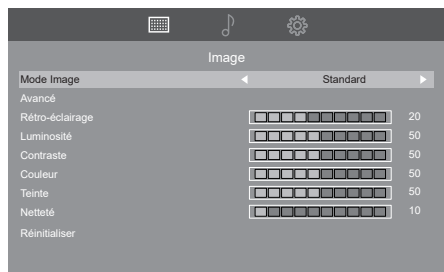 Image
Mode Image Standard
Avancé
Rétro-éclairage 20
Luminosité 50
Contraste 50
Couleur 50
Teinte 50
Netteté 10
Réinitialiser